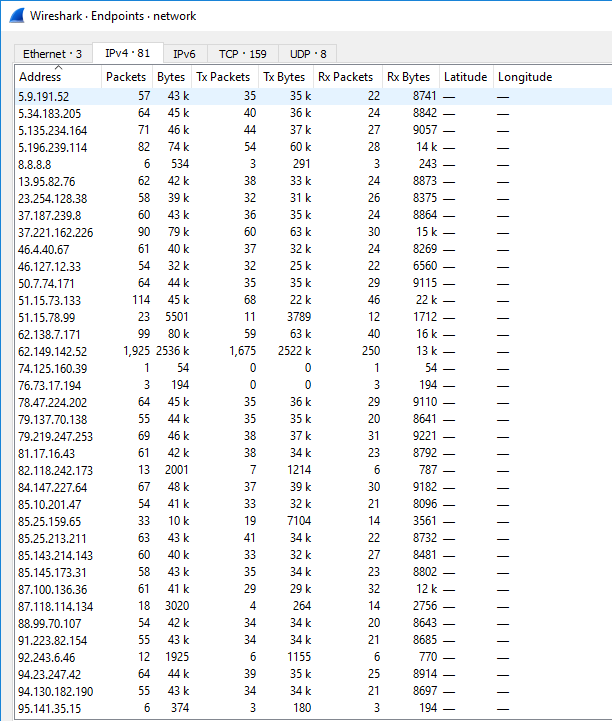 Wireshark · Endpoints · network
Ethernet · 3 IPv4 · 81 IPv6 TCP · 159 UDP · 8
Address Packets Bytes Tx Packets Tx Bytes Rx Packets Rx Bytes Latitude Longitude
5.9.191.52 57 43 k 35 35 k 22 8741 — —
5.34.183.205 64 45 k 40 36 k 24 8842 — —
5.135.234.164 71 46 k 44 37 k 27 9057 — —
5.196.239.114 82 74 k 54 60 k 28 14 k — —
8.8.8.8 6 534 3 291 3 243 — —
13.95.82.76 62 42 k 38 33 k 24 8873 — —
23.254.128.38 58 39 k 32 31 k 26 8375 — —
37.187.239.8 60 43 k 36 35 k 24 8864 — —
37.221.162.226 90 79 k 60 63 k 30 15 k — —
46.4.40.67 61 40 k 37 32 k 24 8269 — —
46.127.12.33 54 32 k 32 25 k 22 6560 — —
50.7.74.171 64 44 k 35 35 k 29 9115 — —
51.15.73.133 114 45 k 68 22 k 46 22 k — —
51.15.78.99 23 5501 11 3789 12 1712 — —
62.138.7.171 99 80 k 59 63 k 40 16 k — —
62.149.142.52 1,925 2536 k 1,675 2522 k 250 13 k — —
74.125.160.39 1 54 0 0 1 54 — —
76.73.17.194 3 194 0 0 3 194 — —
78.47.224.202 64 45 k 35 36 k 29 9110 — —
79.137.70.138 55 44 k 35 35 k 20 8641 — —
79.219.247.253 69 46 k 38 37 k 31 9221 — —
81.17.16.43 61 42 k 38 34 k 23 8792 — —
82.118.242.173 13 2001 7 1214 6 787 — —
84.147.227.64 67 48 k 37 39 k 30 9182 — —
85.10.201.47 54 41 k 33 32 k 21 8096 — —
85.25.159.65 33 10 k 19 7104 14 3561 — —
85.25.213.211 63 43 k 41 34 k 22 8732 — —
85.143.214.143 60 40 k 33 32 k 27 8481 — —
85.145.173.31 58 43 k 35 34 k 23 8802 — —
87.100.136.36 61 41 k 29 29 k 32 12 k — —
87.118.114.134 18 3020 4 264 14 2756 — —
88.99.70.107 54 42 k 34 34 k 20 8643 — —
91.223.82.154 55 43 k 34 34 k 21 8685 — —
92.243.6.46 12 1925 6 1155 6 770 — —
94.23.247.42 64 44 k 39 35 k 25 8914 — —
94.130.182.190 55 43 k 34 34 k 21 8697 — —
95.141.35.15 6 374 3 180 3 194 — —